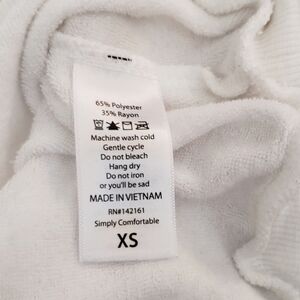 65% Polyester
35% Rayon
Machine wash cold
Gentle cycle
Do not bleach
Hang dry
Do not iron
or you'll be sad
MADE IN VIETNAM
RN#142161
Simply Comfortable
XS